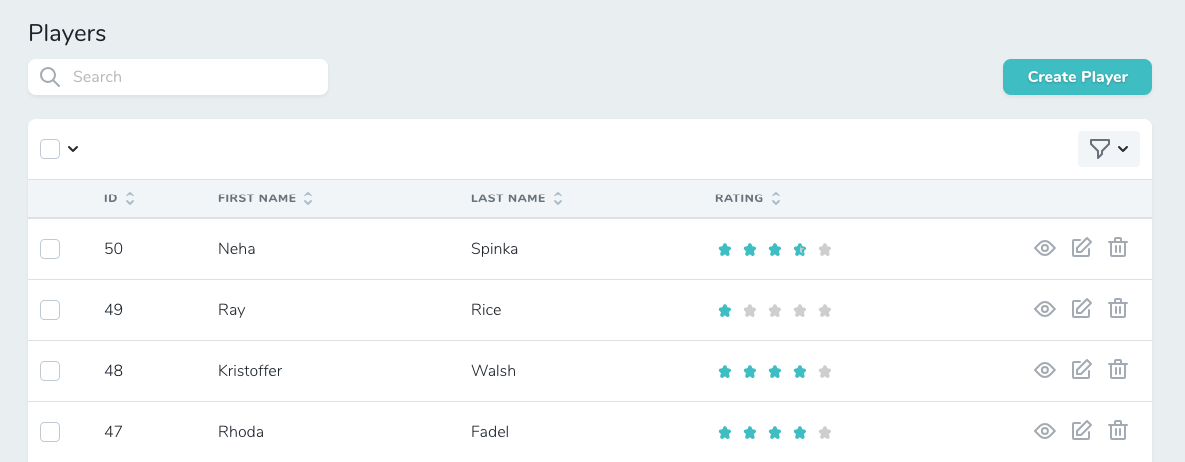 Players
Search
Create Player
ID FIRST NAME LAST NAME RATING
50 Neha Spinka
49 Ray Rice
48 Kristoffer Walsh
47 Rhoda Fadel